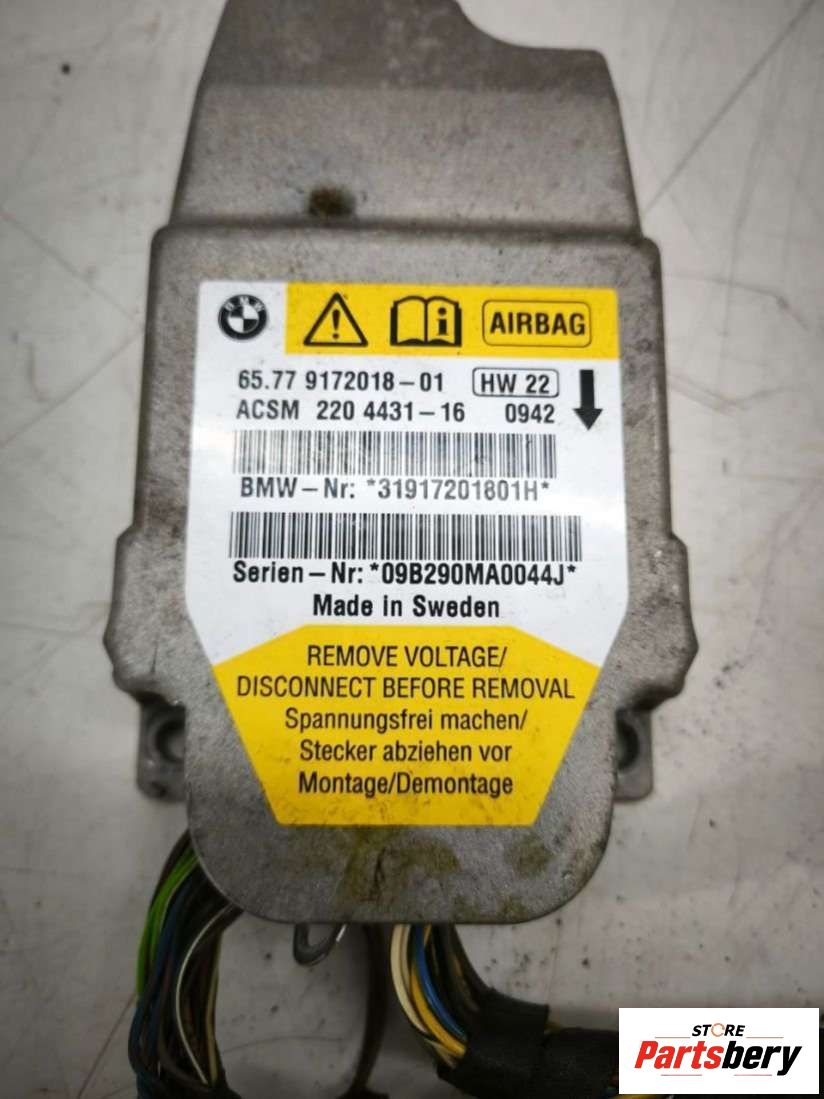 BMW
AIRBAG
65.77 9172018-01 HW 22
ACSM 220 4431-16 0942
BMW-Nr: *31917201801H*
Serien-Nr: *09B290MA0044J*
Made in Sweden
REMOVE VOLTAGE/
DISCONNECT BEFORE REMOVAL
Spannungsfrei machen/
Stecker abziehen vor
Montage/Demontage
STORE
Partsbery